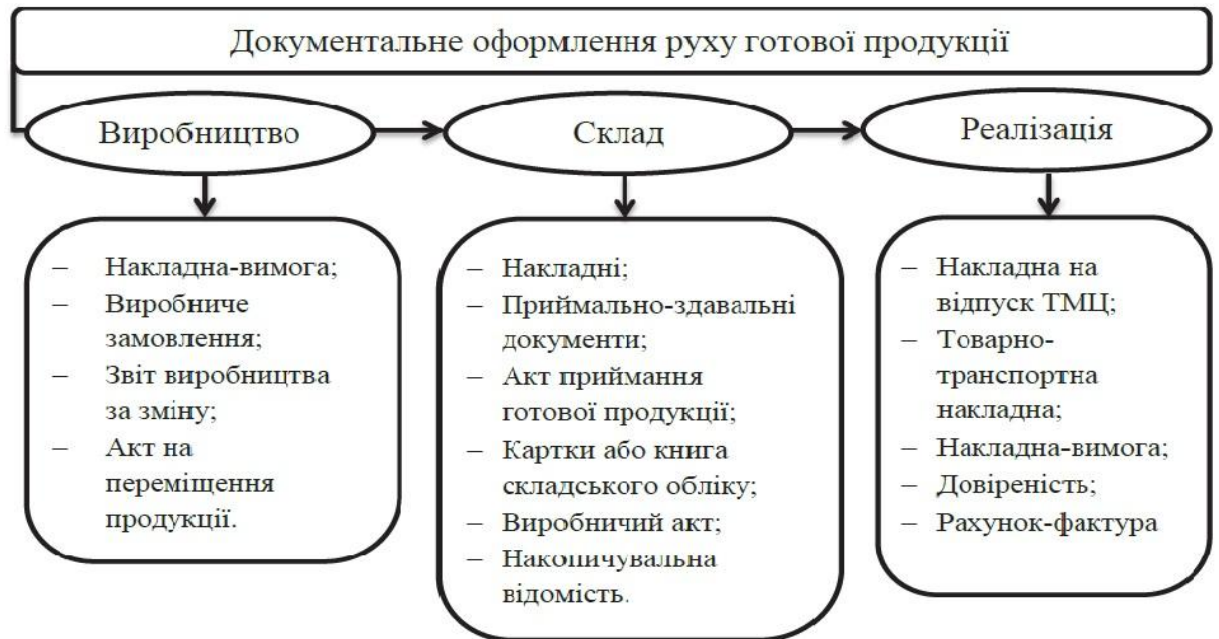 Документальне оформлення руху готової продукції
Виробництво
Склад
Реалізація
– Накладна-вимога;
– Виробниче
замовлення;
– Звіт виробництва
за зміну;
– Акт на
переміщення
продукції.
– Накладні;
– Приймально-здавальні
документи;
– Акт приймання
готової продукції;
– Картки або книга
складського обліку;
– Виробничий акт;
– Накопичувальна
відомість.
– Накладна на
відпуск ТМЦ;
– Товарно-
транспортна
накладна;
– Накладна-вимога;
– Довіреність;
– Рахунок-фактура